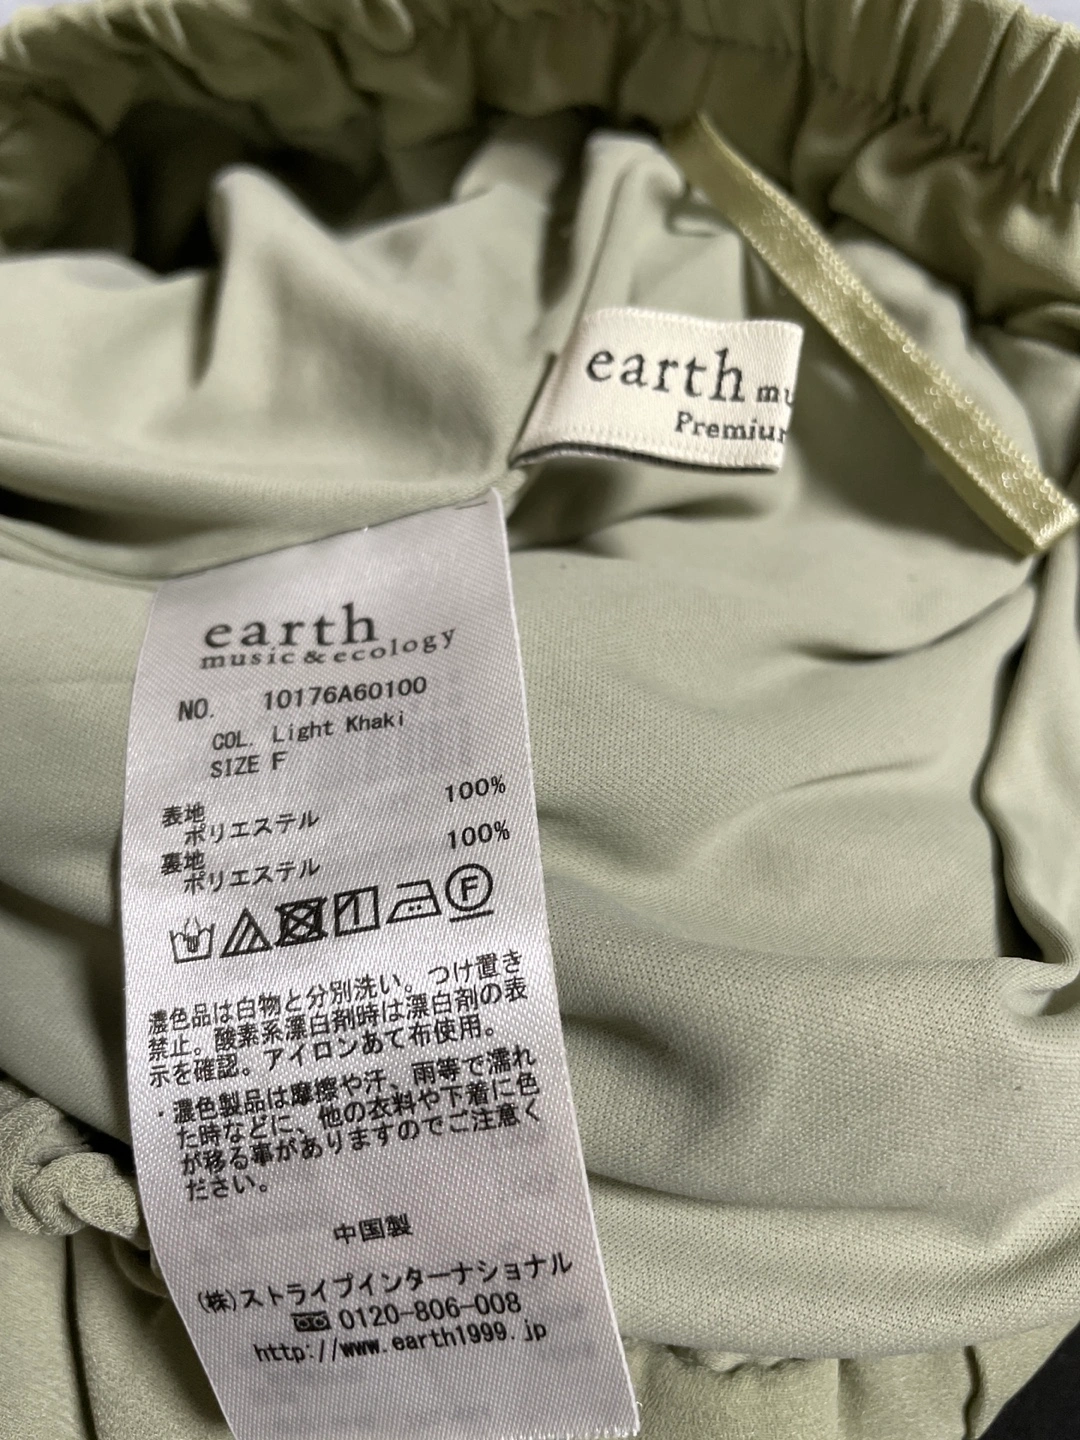 earth
Premium
earth
music & ecology
NO. 10176A60100
COL. Light Khaki
SIZE F
表地
ポリエステル 100%
裏地
ポリエステル 100%
F
濃色品は白物と分別洗い。つけ置き
禁止。酸素系漂白剤時は漂白剤の表
示を確認。アイロンあて布使用。
・濃色製品は摩擦や汗、雨等で濡れ
た時などに、他の衣料や下着に色
が移る事がありますのでご注意く
ださい。
中国製
(株)ストライプインターナショナル
0120-806-008
http://www.earth1999.jp